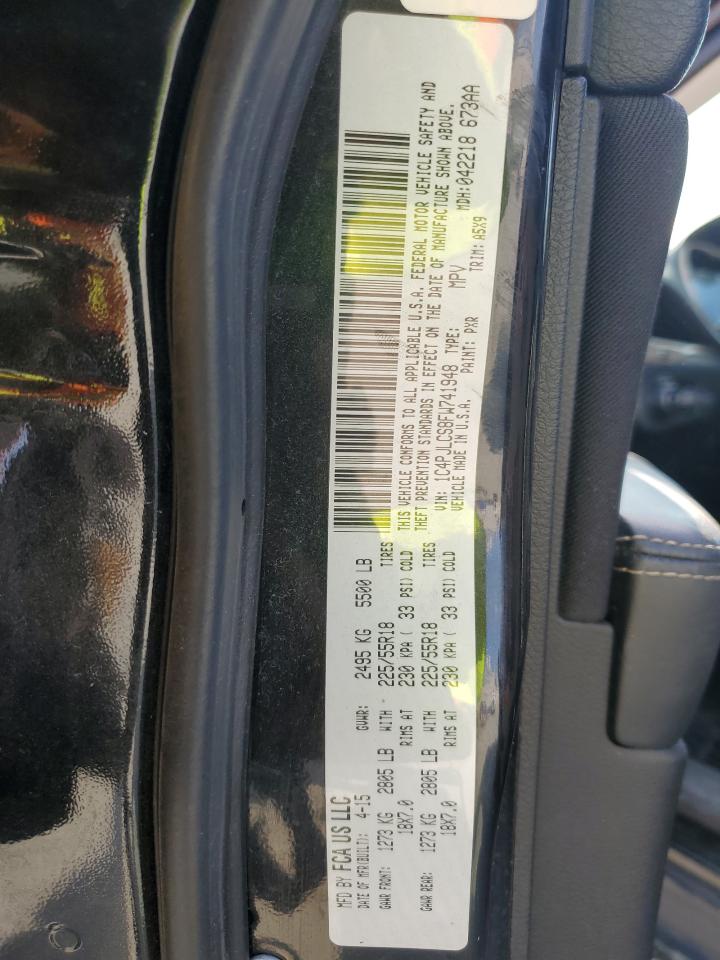 MFD BY FCA US LLC
DATE OF MFR(BUILT): 4-15 GVWR: 2495 KG 5500 LB
GAWR FRONT: 1273 KG 2805 LB WITH 225/55R18 TIRES
18X7.0 RIMS AT 230 KPA ( 33 PSI) COLD
GAWR REAR: 1273 KG 2805 LB WITH 225/55R18 TIRES
18X7.0 RIMS AT 230 KPA ( 33 PSI) COLD
THIS VEHICLE CONFORMS TO ALL APPLICABLE U.S.A. FEDERAL MOTOR VEHICLE SAFETY AND
THEFT PREVENTION STANDARDS IN EFFECT ON THE DATE OF MANUFACTURE SHOWN ABOVE.
VIN: 1C4PJLCS8FW741948 TYPE: MPV MDH:042218 673AA
VEHICLE MADE IN U.S.A. PAINT: PXR TRIM: A5X9